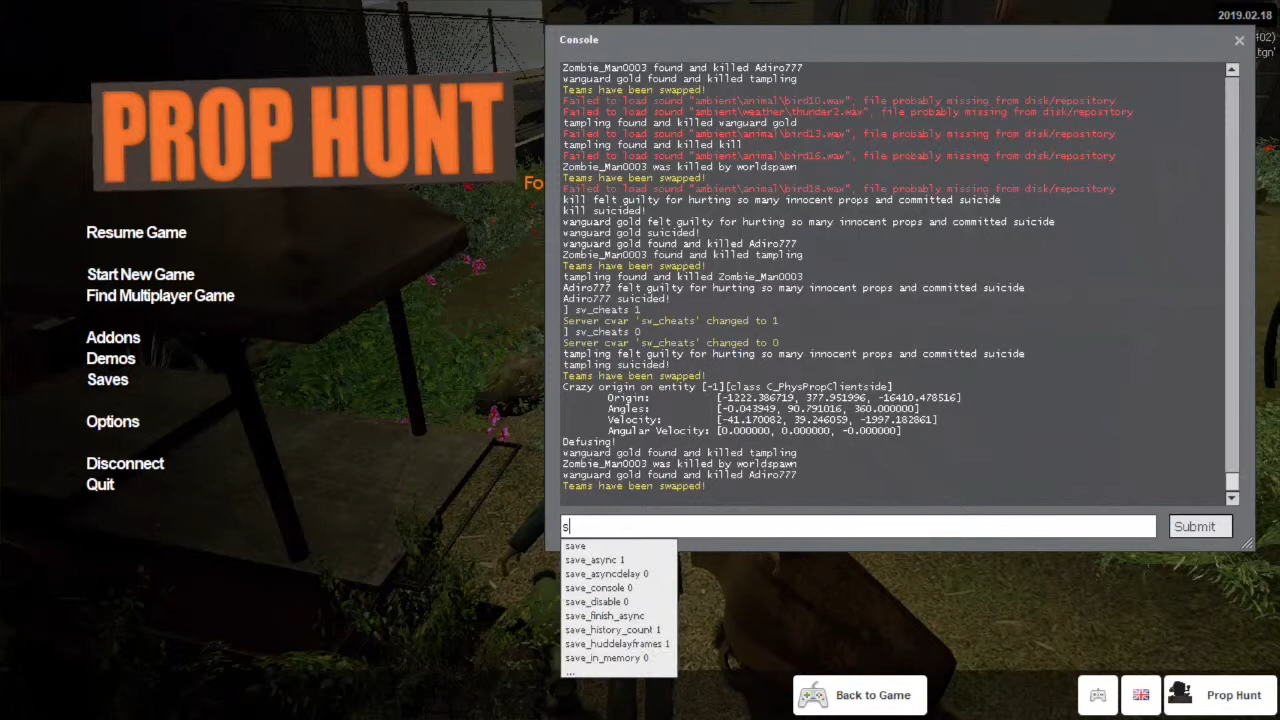 2019.02.18
Console
402)
tgn'
PROP HUNT
Fo
Resume Game
Start New Game
Find Multiplayer Game
Addons
Demos
Saves
Options
Disconnect
Quit
Zombie_Man0003 found and killed Adiro777
vanguard gold found and killed tampling
Teams have been swapped!
Failed to load sound "ambient\animal\bird10.wav", file probably missing from disk/repository
Failed to load sound "ambient\weather\thunder2.wav", file probably missing from disk/repository
tampling found and killed vanguard gold
Failed to load sound "ambient\animal\bird13.wav", file probably missing from disk/repository
tampling found and killed kill
Failed to load sound "ambient\animal\bird16.wav", file probably missing from disk/repository
Zombie_Man0003 was killed by worldspawn
Teams have been swapped!
Failed to load sound "ambient\animal\bird18.wav", file probably missing from disk/repository
kill felt guilty for hurting so many innocent props and committed suicide
kill suicided!
vanguard gold felt guilty for hurting so many innocent props and committed suicide
vanguard gold suicided!
vanguard gold found and killed Adiro777
Zombie_Man0003 found and killed tampling
Teams have been swapped!
tampling found and killed Zombie_Man0003
Adiro777 felt guilty for hurting so many innocent props and committed suicide
Adiro777 suicided!
] sv_cheats 1
Server cvar 'sv_cheats' changed to 1
] sv_cheats 0
Server cvar 'sv_cheats' changed to 0
tampling felt guilty for hurting so many innocent props and committed suicide
tampling suicided!
Teams have been swapped!
Crazy origin on entity [-1][class C_PhysPropClientside]
Origin: [-1222.386719, 377.951996, -16410.478516]
Angles: [-0.043949, 90.791016, 360.000000]
Velocity: [-41.170082, 39.246059, -1997.182861]
Angular Velocity: [0.000000, 0.000000, -0.000000]
Defusing!
vanguard gold found and killed tampling
Zombie_Man0003 was killed by worldspawn
vanguard gold found and killed Adiro777
Teams have been swapped!
s
Submit
save
save_async 1
save_asyncdelay 0
save_console 0
save_disable 0
save_finish_async
save_history_count 1
save_huddelayframes 1
save_in_memory 0
...
Back to Game
Prop Hunt